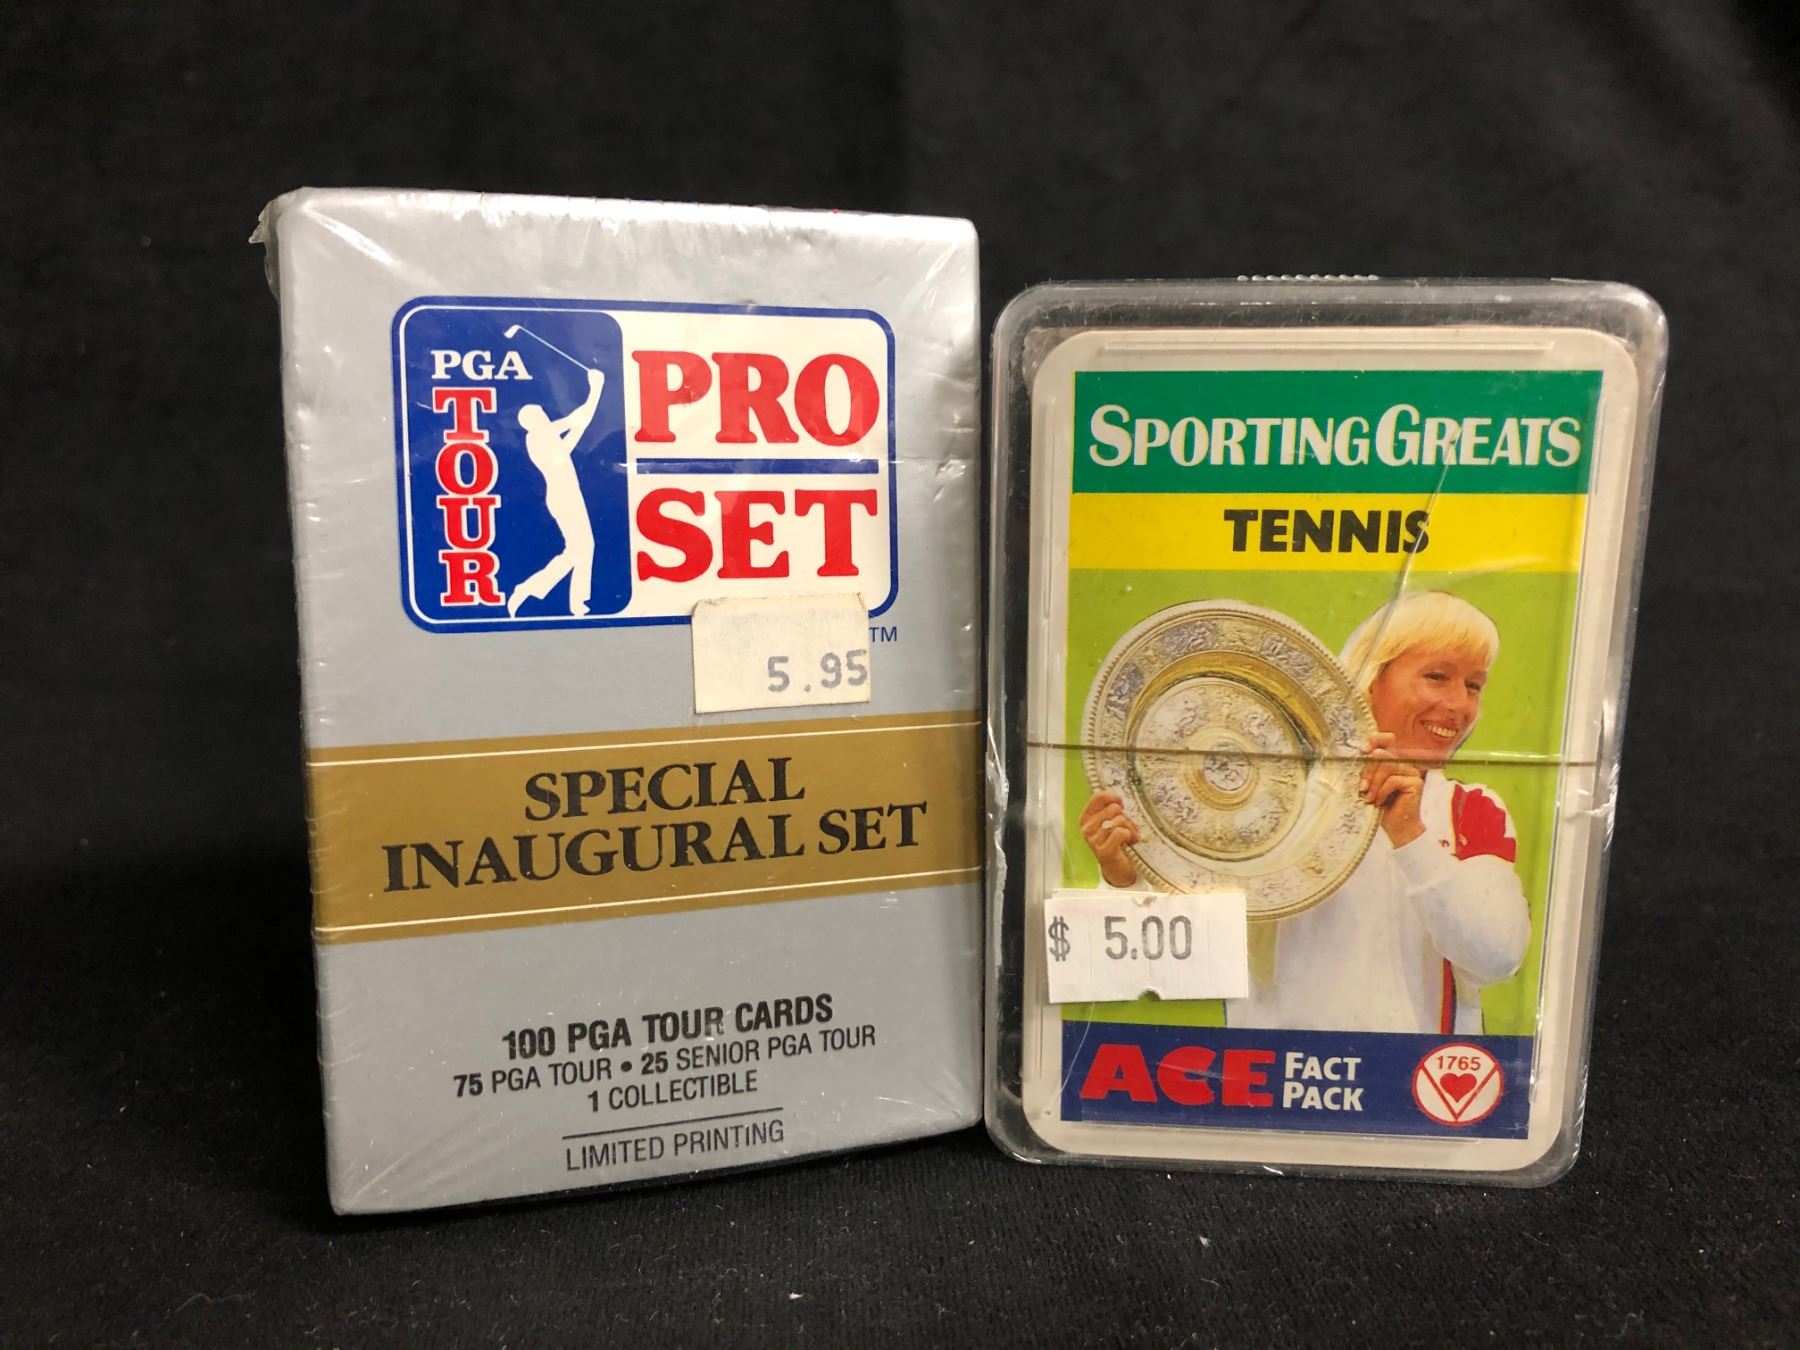 PGA
TOUR
PRO
SET
TM
5.95
SPECIAL
INAUGURAL SET
100 PGA TOUR CARDS
75 PGA TOUR • 25 SENIOR PGA TOUR
1 COLLECTIBLE
LIMITED PRINTING
SPORTING GREATS
TENNIS
$ 5.00
ACE FACT
PACK
1765